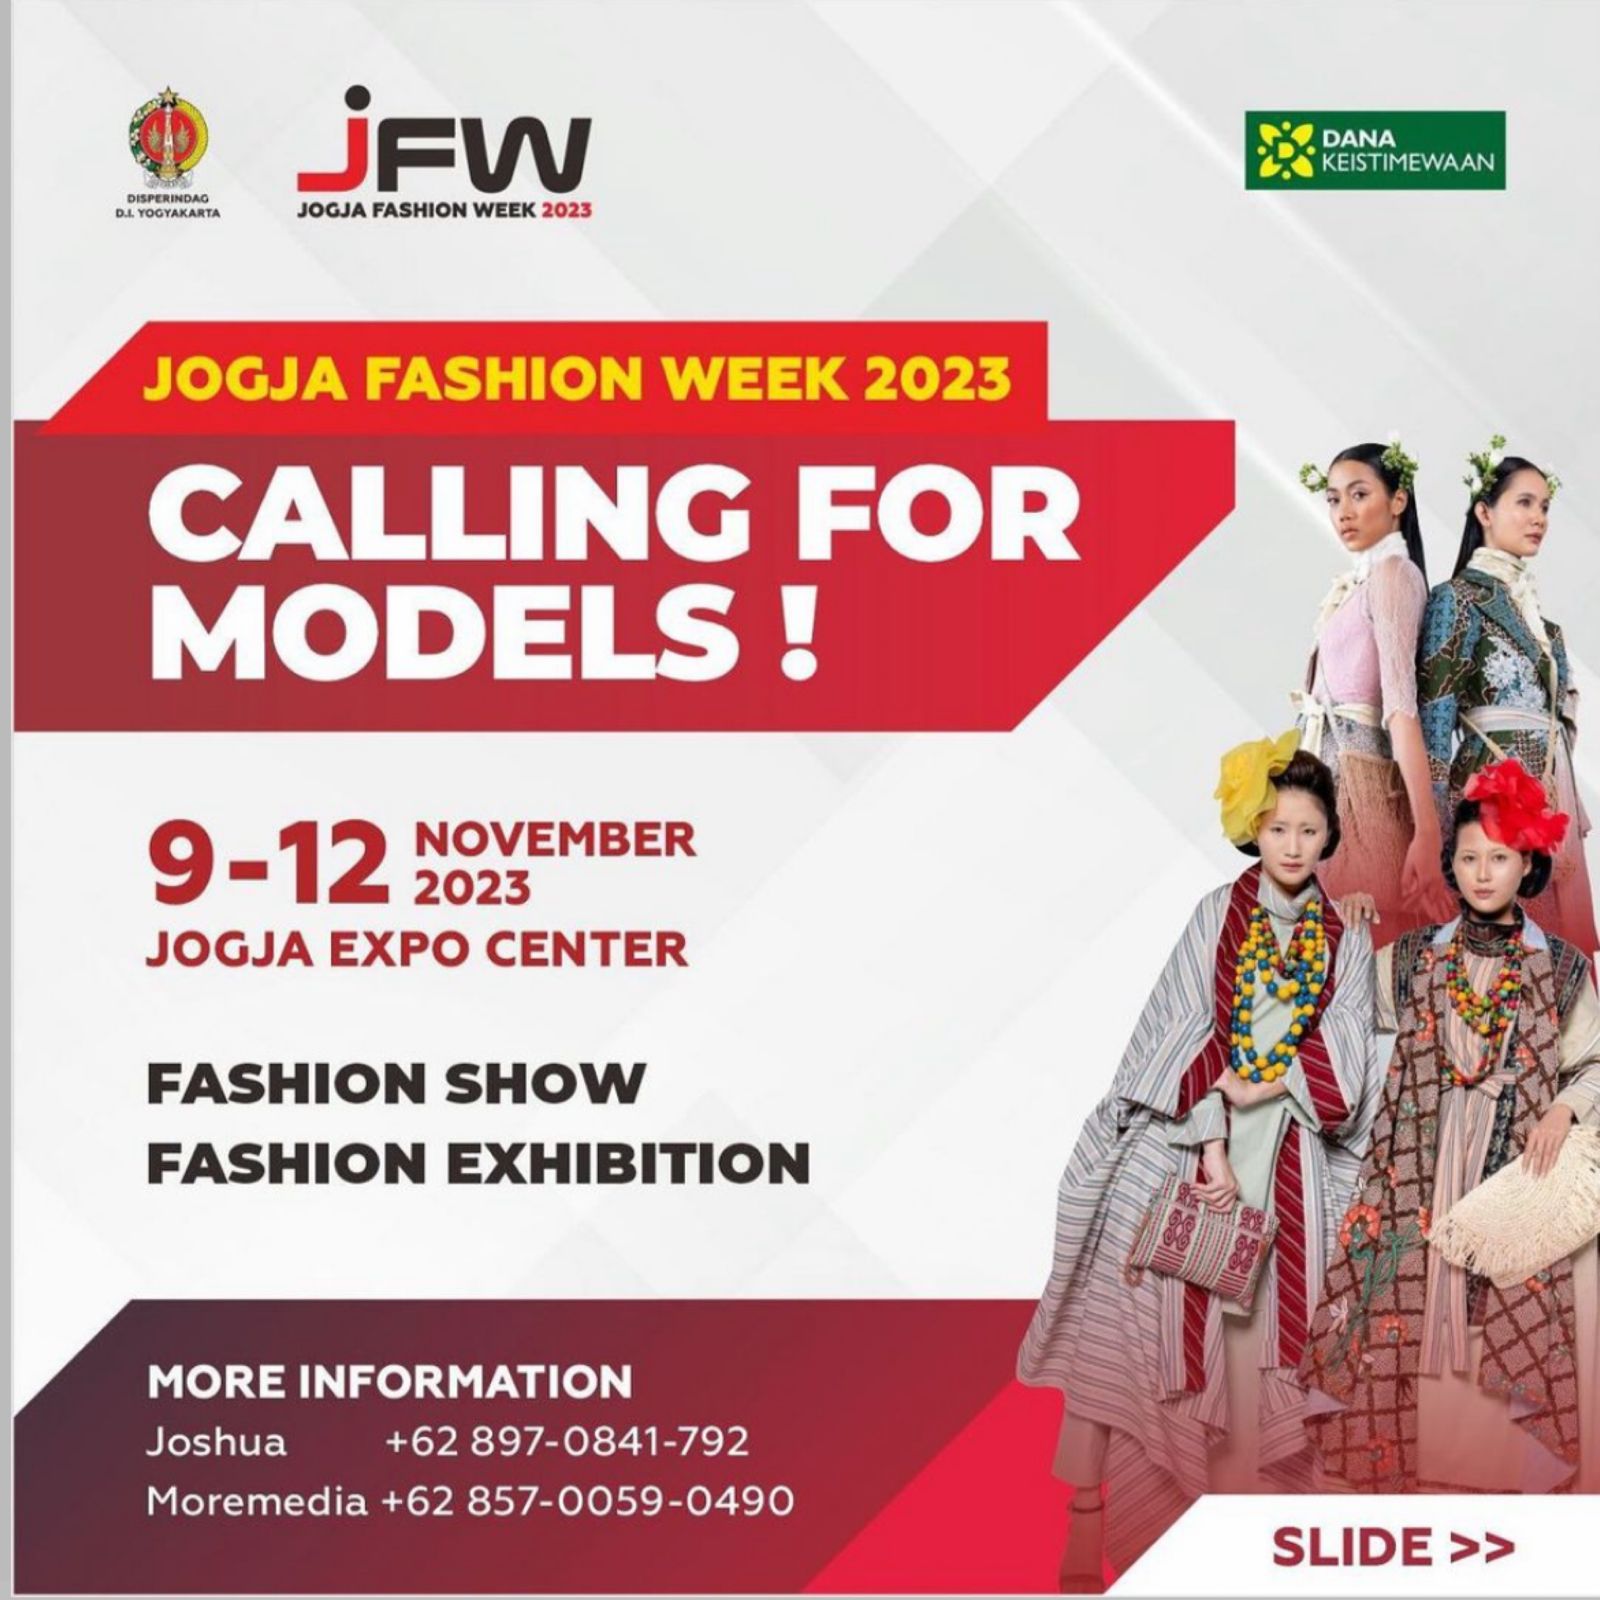 DISPERINDAG
D.I. YOGYAKARTA
JFW
JOGJA FASHION WEEK 2023
DANA
KEISTIMEWAAN
JOGJA FASHION WEEK 2023
CALLING FOR
MODELS !
9-12 NOVEMBER
2023
JOGJA EXPO CENTER
FASHION SHOW
FASHION EXHIBITION
MORE INFORMATION
Joshua +62 897-0841-792
Moremedia +62 857-0059-0490
SLIDE >>